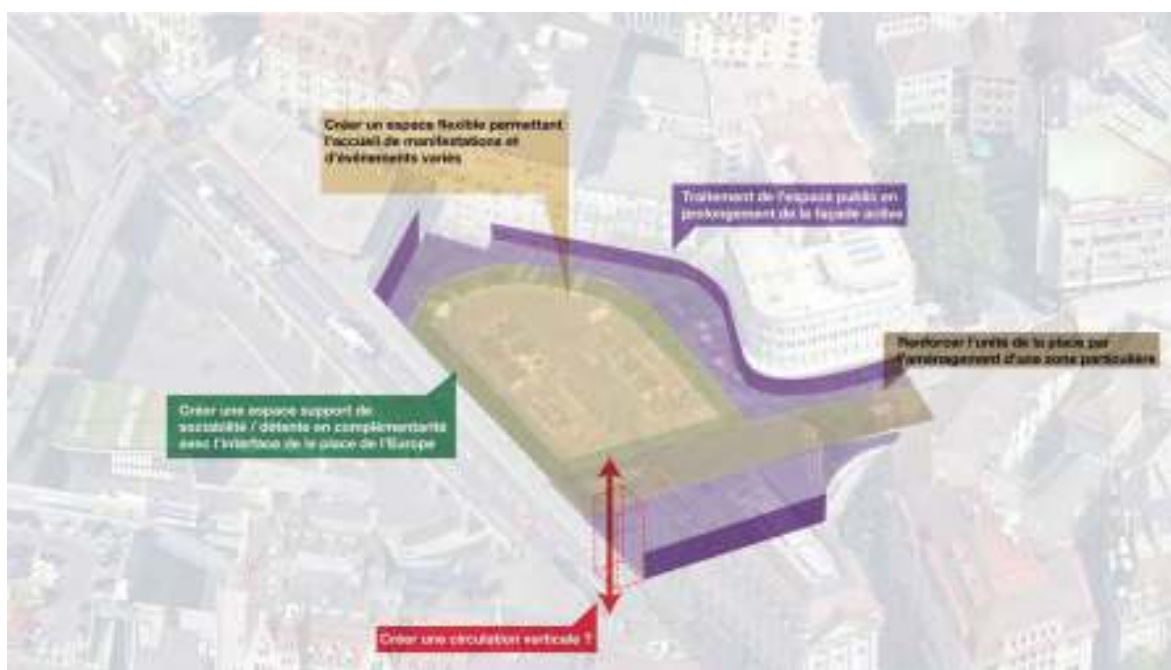 Créer un espace flexible permettant
l'accueil de manifestations et
d'événements variés
Traitement de l'espace public en
prolongement de la façade active
Renforcer l'unité de la place par
l'aménagement d'une zone particulière
Créer une espace support de
sociabilité / détente en complémentarité
avec l'interface de la place de l'Europe
Créer une circulation verticale ?